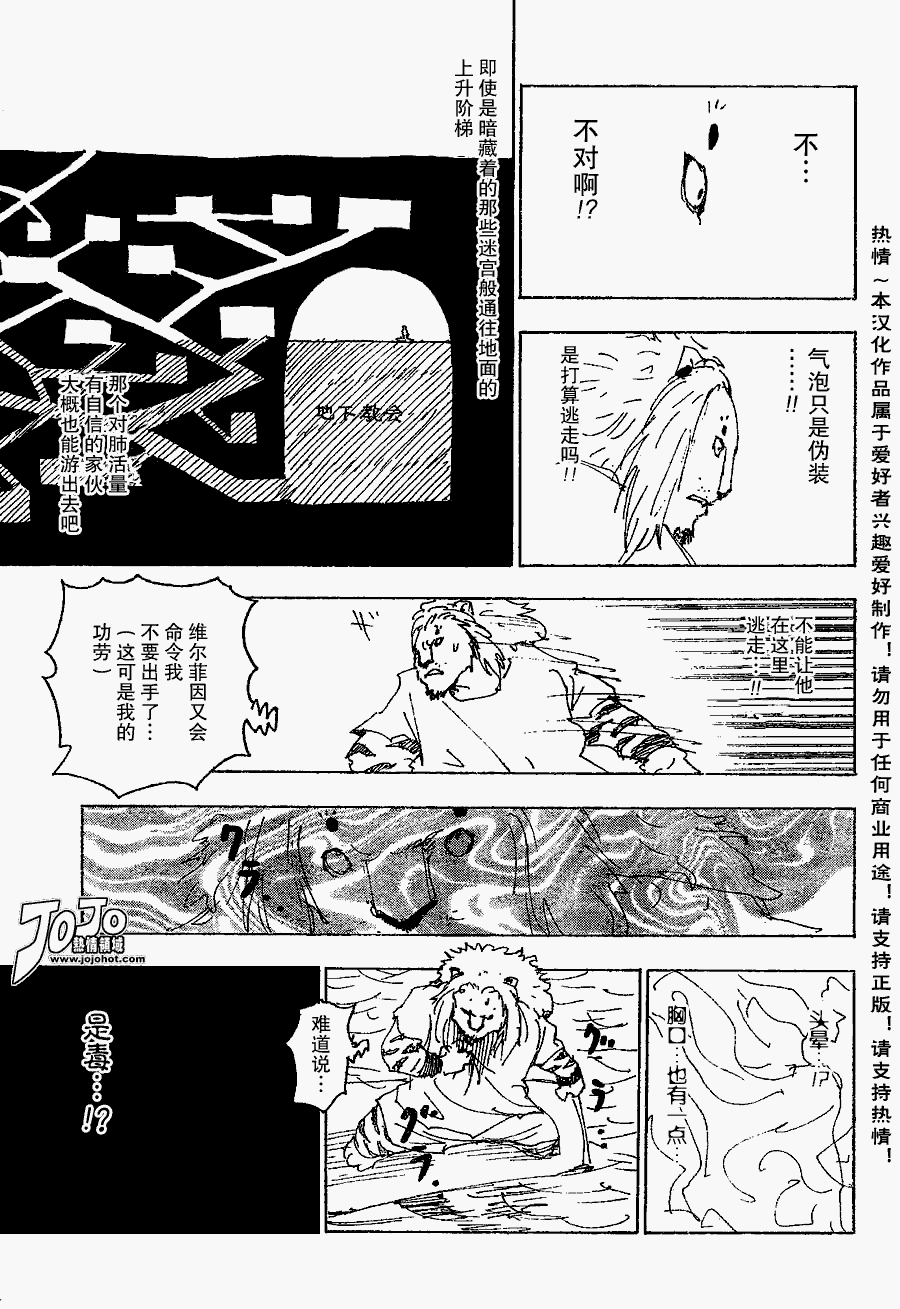 不…
不对啊!?
气泡只是伪装
……!!
是打算逃走吗!!
即使是暗藏着的那些迷宫般通往地面的
上升阶梯
地下教会
那个对肺活量
有自信的家伙
大概也能游出去吧
不能让他
在这里
逃走…!!
维尔菲因又会
命令我
不要出手了…
(这可是我的
功劳)
グラ
头晕…!?
胸口…也有一点…
难道说…
グ
グ
ラ
是毒…!?
JOJO
熱情領域
www.jojohot.com
热情~本汉化作品属于爱好者兴趣爱好制作!请勿用于任何商业用途!请支持正版!请支持热情!